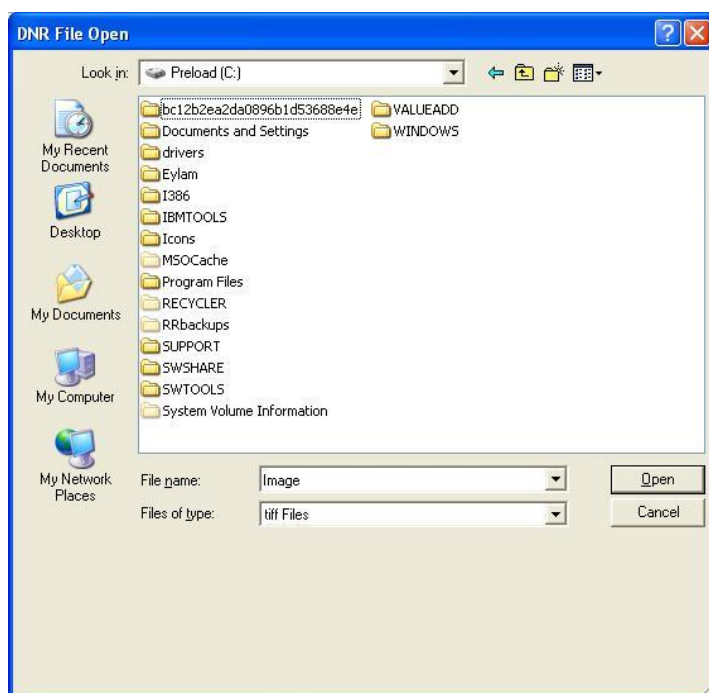 DNR File Open
Look in: Preload (C:)
My Recent
Documents
Desktop
My Documents
My Computer
My Network
Places
bc12b2ea2da0896b1d53688e4e
Documents and Settings
drivers
Eylam
I386
IBMTOOLS
Icons
MSOCache
Program Files
RECYCLER
RRbackups
SUPPORT
SWSHARE
SWTOOLS
System Volume Information
VALUEADD
WINDOWS
File name: Image Open
Files of type: tiff Files Cancel